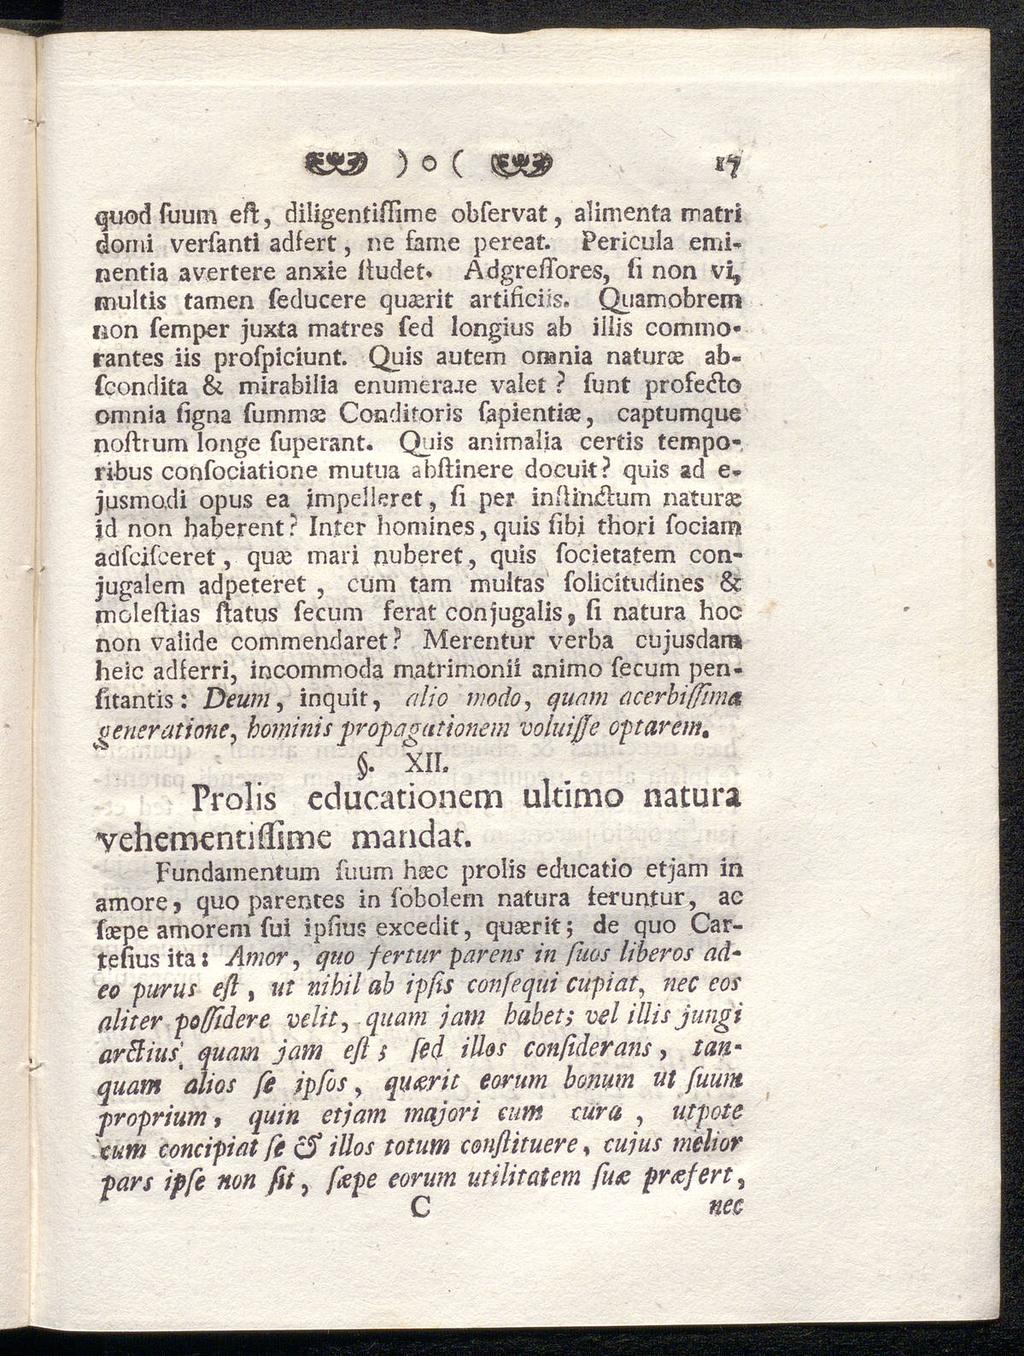 ) o ( 17
quod ſuum eſt, diligentiſſime obſervat, alimenta matri
domi verſanti adfert, ne fame pereat. Pericula emi-
nentia avertere anxie ſtudet. Adgreſſores, ſi non vi,
multis tamen ſeducere quærit artificiis. Quamobrem
non ſemper juxta matres ſed longius ab illis commo-
rantes iis proſpiciunt. Quis autem omnia naturæ ab-
ſcondita & mirabilia enumerare valet? ſunt profecto
omnia ſigna ſummæ Conditoris ſapientiæ, captumque
noſtrum longe ſuperant. Quis animalia certis tempo-
ribus conſociatione mutua abſtinere docuit? quis ad e-
jusmodi opus ea impelleret, ſi per inſtinctum naturæ
id non haberent? Inter homines, quis ſibi thori ſociam
adſciſceret, quæ mari nuberet, quis ſocietatem con-
jugalem adpeteret, cum tam multas ſolicitudines &
moleſtias ſtatus ſecum ferat conjugalis, ſi natura hoc
non valide commendaret? Merentur verba cujusdam
heic adferri, incommoda matrimonii animo ſecum pen-
ſitantis: Deum, inquit, alio modo, quam acerbiſſima
generatione, hominis propagationem voluiſſe optarem.
§. XII.
Prolis educationem ultimo natura
vehementiſſime mandat.
Fundamentum ſuum hæc prolis educatio etjam in
amore, quo parentes in ſobolem natura feruntur, ac
ſæpe amorem ſui ipſius excedit, quærit; de quo Car-
teſius ita: Amor, quo fertur parens in ſuos liberos ad-
eo purus eſt, ut nihil ab ipſis conſequi cupiat, nec eos
aliter poſſidere velit, quam jam habet; vel illis jungi
arctius quam jam eſt; ſed illos conſiderans, tan-
quam alios ſe ipſos, quærit eorum bonum ut ſuum
proprium, quin etjam majori cum cura, utpote
cum concipiat ſe & illos totum conſtituere, cujus melior
pars ipſe non ſit, ſæpe eorum utilitatem ſuæ præfert,
C nec